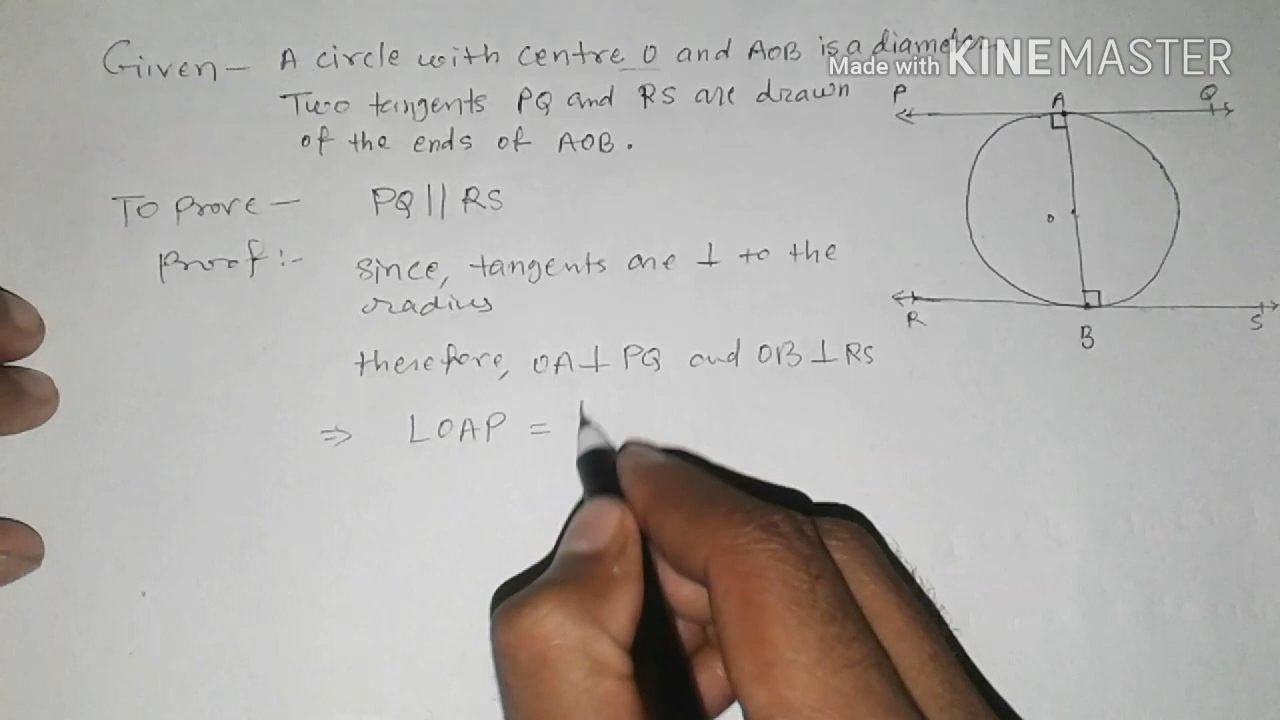 Given - A circle with centre O and AOB is a diameter.
Made with KINEMASTER
Two tangents PQ and RS are drawn
of the ends of AOB.
To prove - PQ || RS
Proof :- since, tangents are ⊥ to the
radius
therefore, OA ⊥ PQ and OB ⊥ RS
⇒ ∠OAP =
P A Q
O
R B S